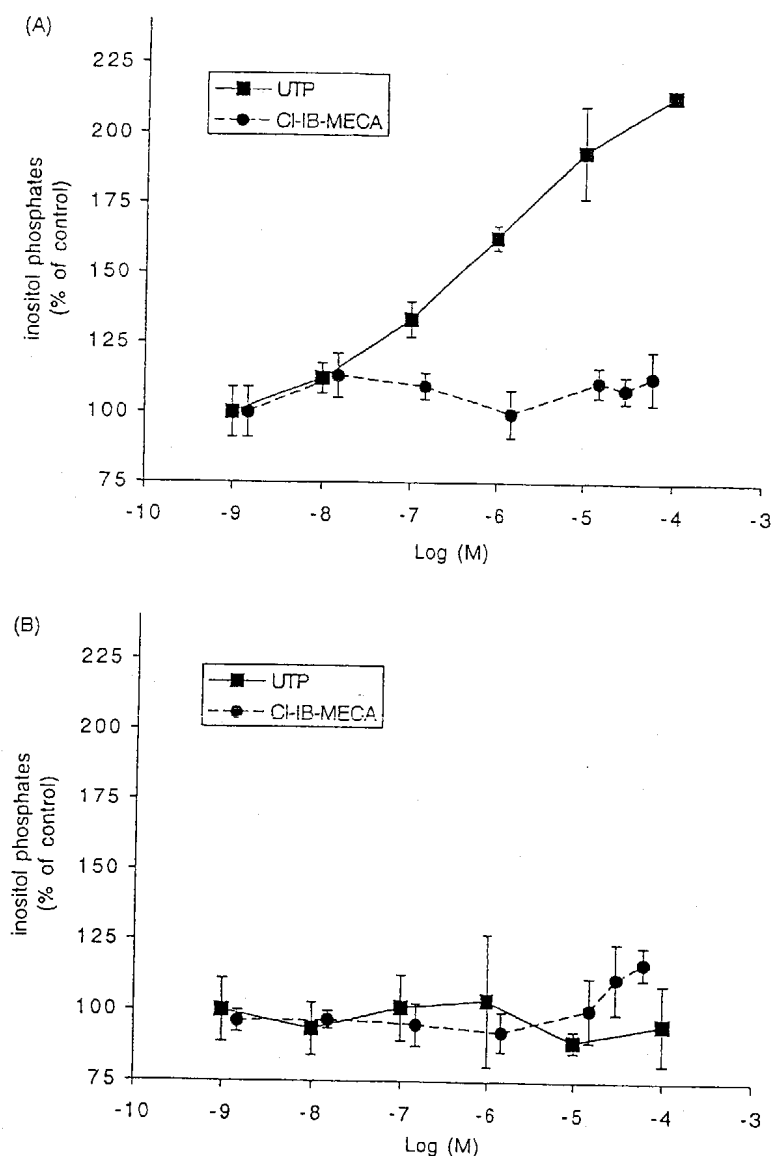 (A)
225
200
175
150
125
100
75
inositol phosphates
(% of control)
UTP
Cl-IB-MECA
-10 -9 -8 -7 -6 -5 -4 -3
Log (M)
(B)
225
200
175
150
125
100
75
inositol phosphates
(% of control)
UTP
Cl-IB-MECA
-10 -9 -8 -7 -6 -5 -4 -3
Log (M)